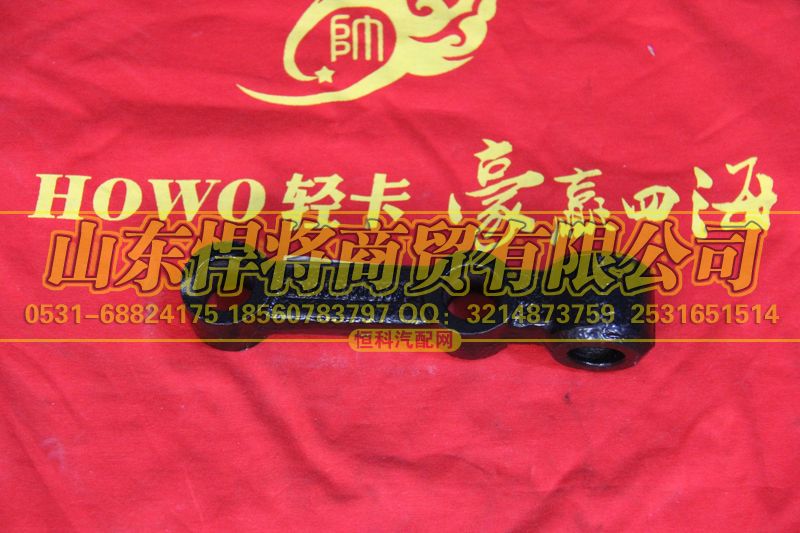 帅
HOWO 轻卡 豪赢四海
山东悍将商贸有限公司
0531-68824175 18560783797 QQ: 3214873759 2531651514
恒科汽配网